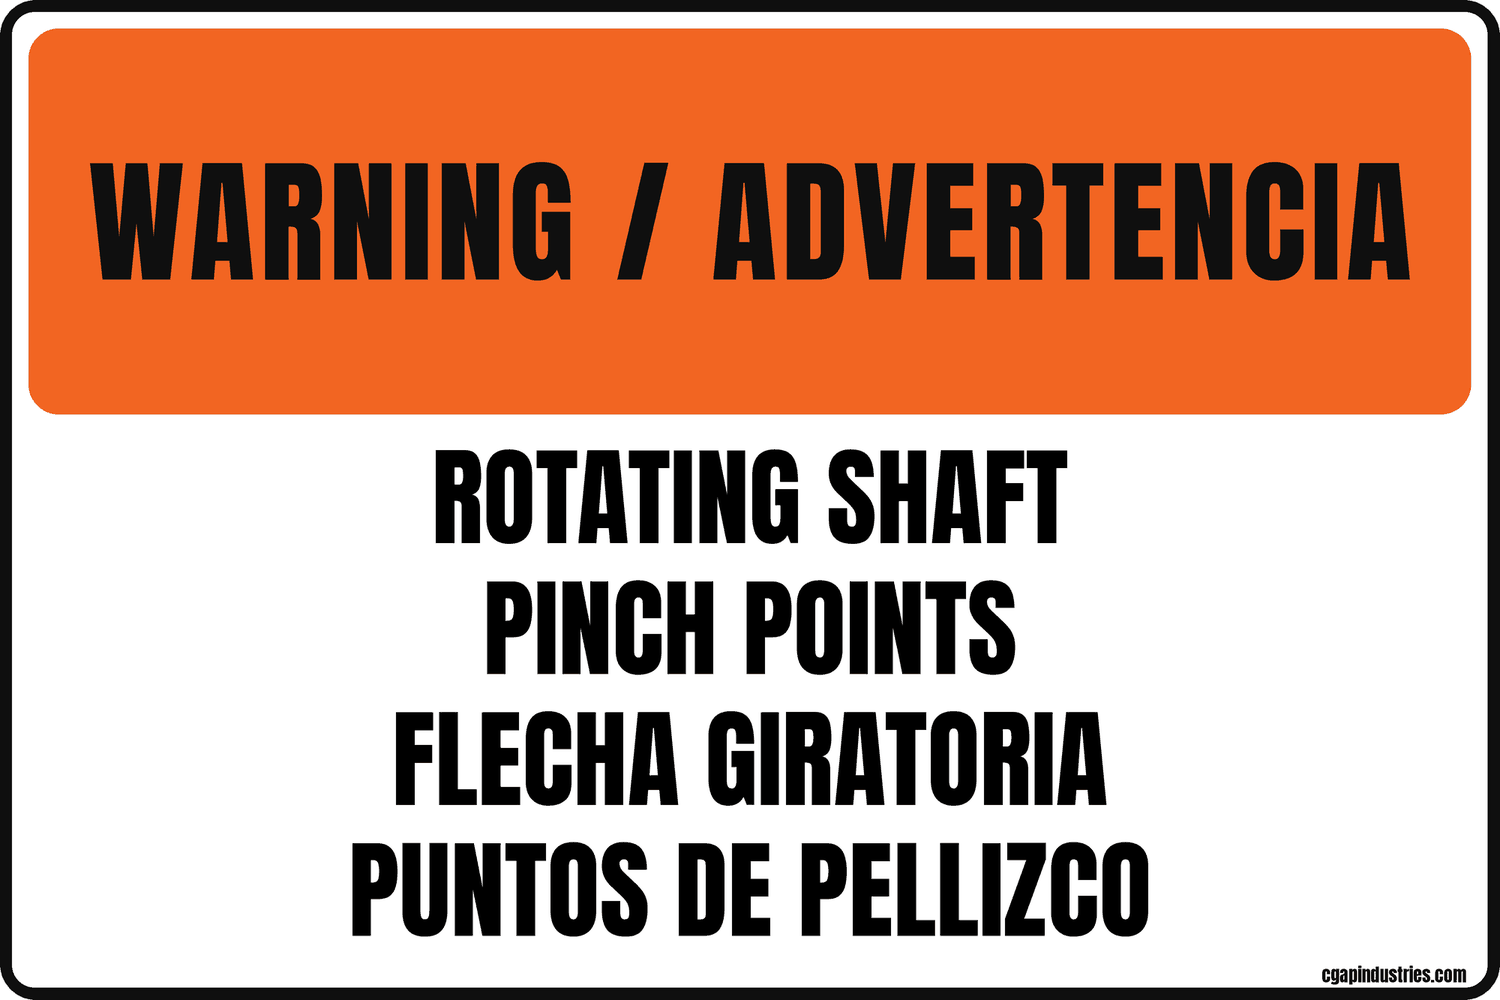 WARNING / ADVERTENCIA
ROTATING SHAFT
PINCH POINTS
FLECHA GIRATORIA
PUNTOS DE PELLIZCO
cgapindustries.com